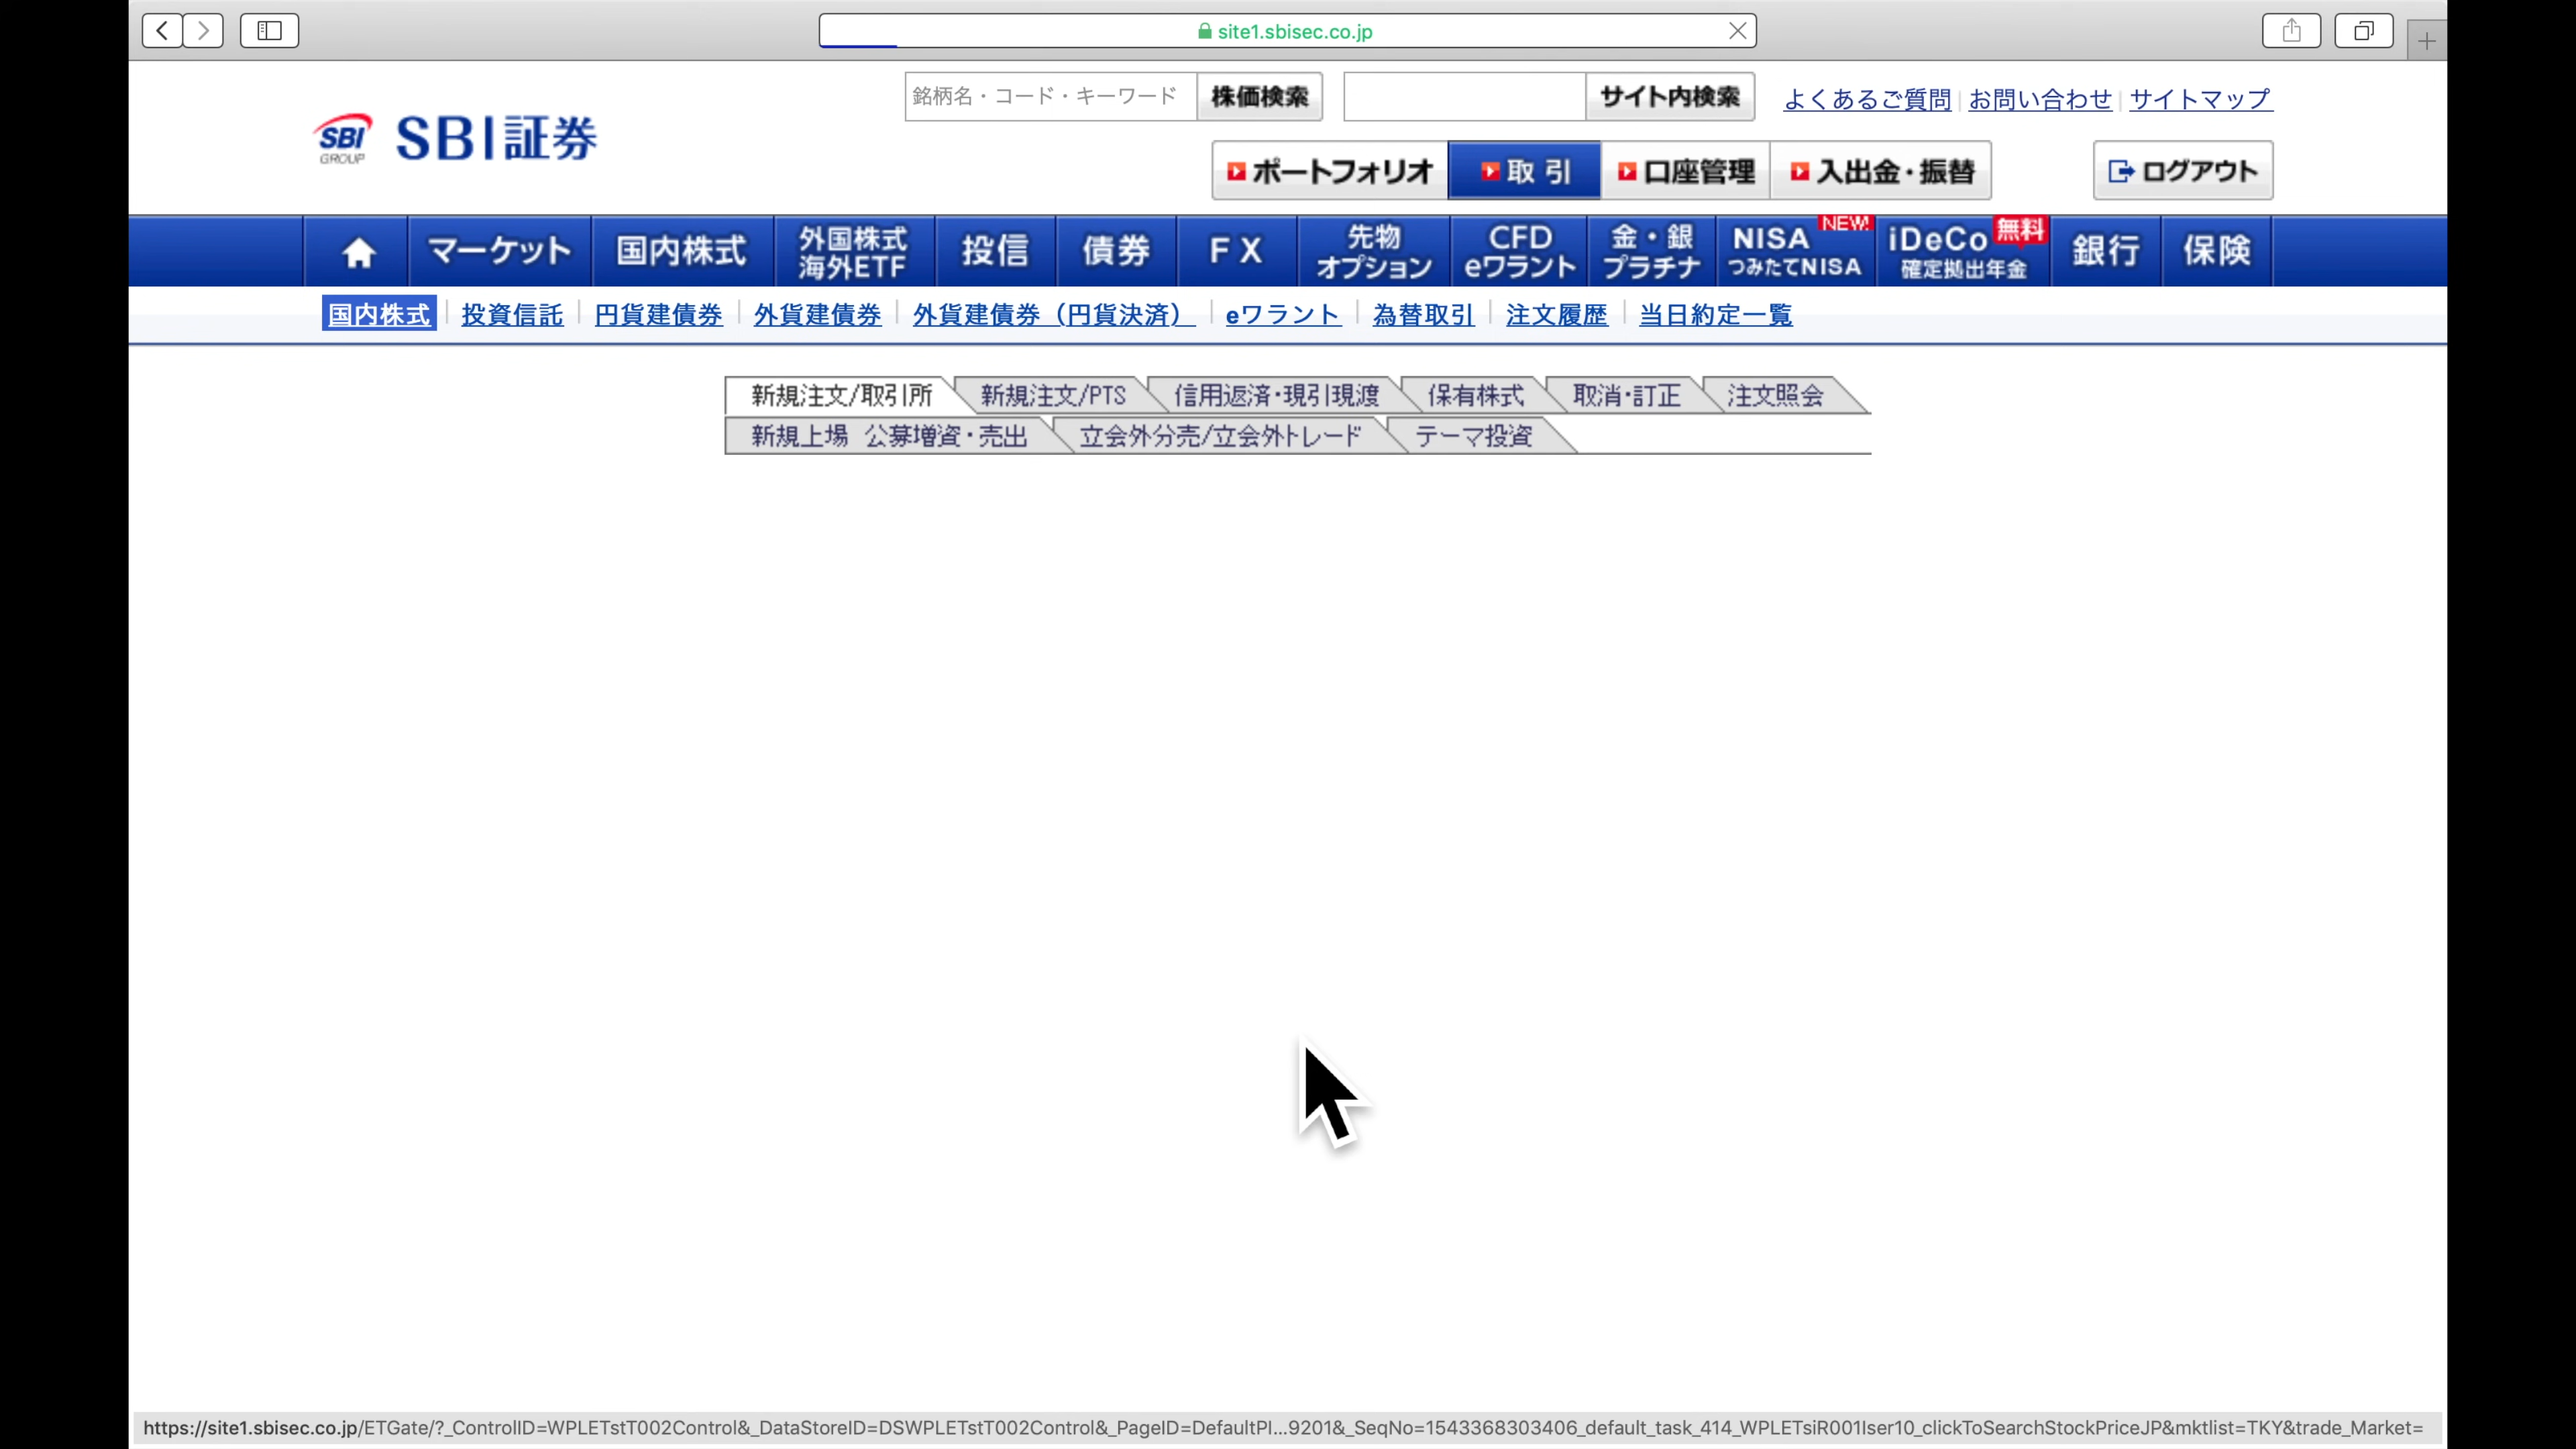 site1.sbisec.co.jp
銘柄名・コード・キーワード 株価検索 サイト内検索 よくあるご質問 お問い合わせ サイトマップ
SBI GROUP SBI証券
ポートフォリオ 取引 口座管理 入出金・振替 ログアウト
マーケット 国内株式 外国株式 海外ETF 投信 債券 FX 先物 オプション CFD eワラント 金・銀 プラチナ NISA つみたてNISA NEW! iDeCo 確定拠出年金 無料 銀行 保険
国内株式 投資信託 円貨建債券 外貨建債券 外貨建債券（円貨決済） eワラント 為替取引 注文履歴 当日約定一覧
新規注文/取引所 新規注文/PTS 信用返済・現引現渡 保有株式 取消・訂正 注文照会
新規上場 公募増資・売出 立会外分売/立会外トレード テーマ投資
https://site1.sbisec.co.jp/ETGate/?_ControlID=WPLETstT002Control&_DataStoreID=DSWPLETstT002Control&_PageID=DefaultPI...9201&_SeqNo=1543368303406_default_task_414_WPLETsiR001Iser10_clickToSearchStockPriceJP&mktlist=TKY&trade_Market=